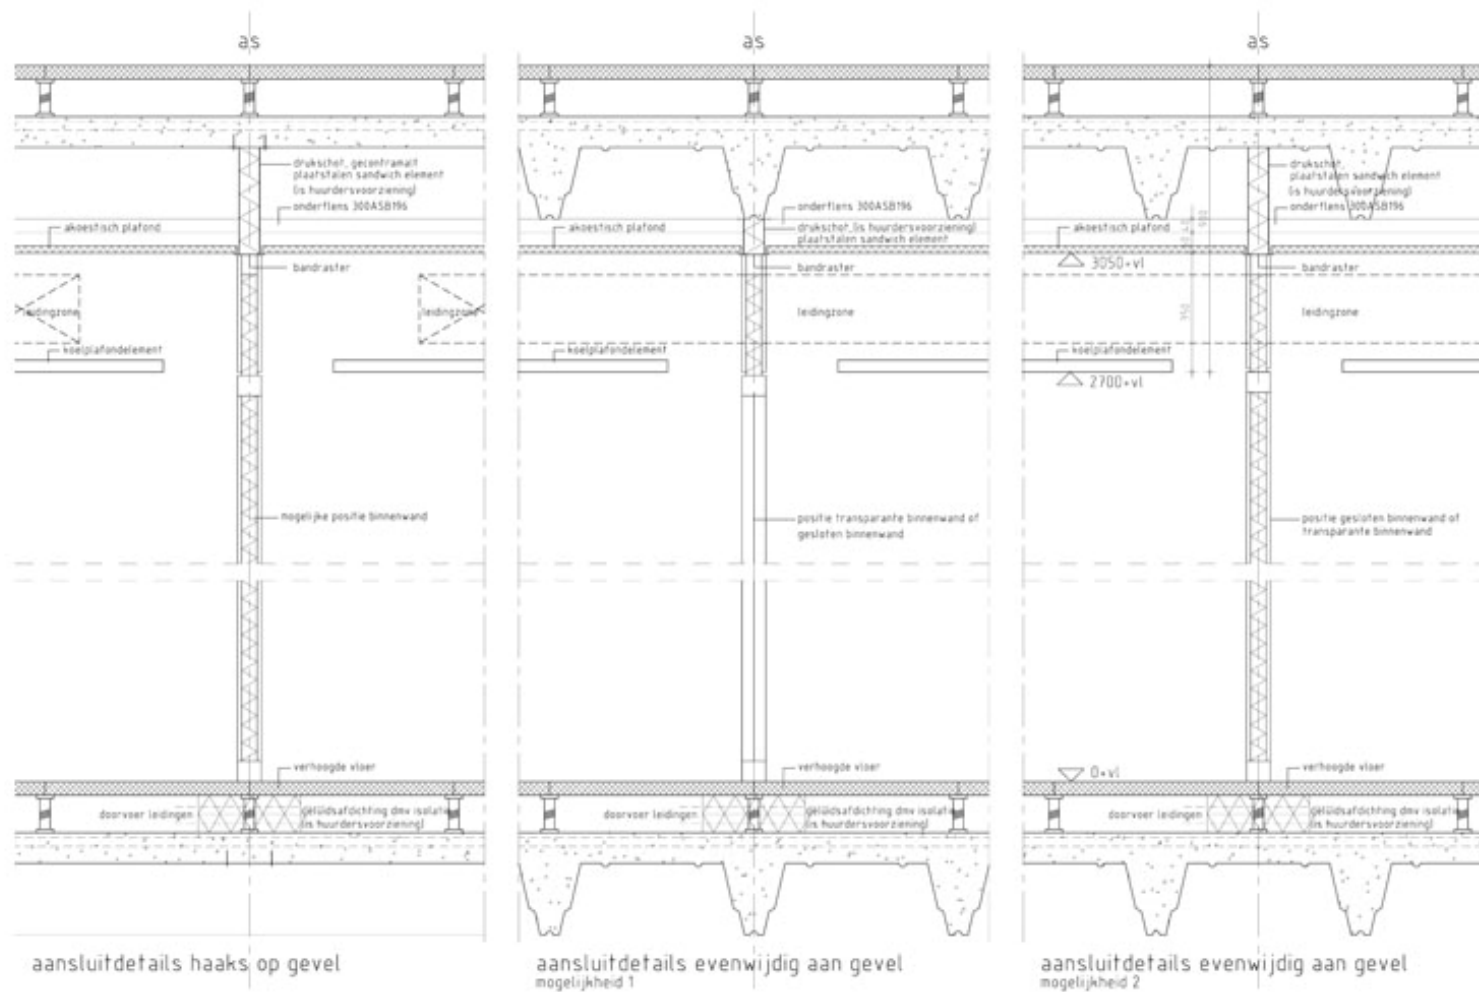 as
drukschot, gecontramalt
plaatstalen sandwich element
(is huurdersvoorziening)
onderflens 300ASB196
akoestisch plafond
bandraster
leidingzone
leidingzone
koelplafondelement
mogelijke positie binnenwand
verhoogde vloer
doorvoer leidingen
geluidsafdichting dmv isolatie
(is huurdersvoorziening)
aansluitdetails haaks op gevel
as
onderflens 300ASB196
akoestisch plafond
drukschot (is huurdersvoorziening)
plaatstalen sandwich element
bandraster
leidingzone
koelplafondelement
positie transparante binnenwand of
gesloten binnenwand
verhoogde vloer
doorvoer leidingen
geluidsafdichting dmv isolatie
(is huurdersvoorziening)
aansluitdetails evenwijdig aan gevel
mogelijkheid 1
as
drukschot,
plaatstalen sandwich element
(is huurdersvoorziening)
onderflens 300ASB196
akoestisch plafond
3050+vl
bandraster
leidingzone
350
koelplafondelement
2700+vl
positie gesloten binnenwand of
transparante binnenwand
0+vl
verhoogde vloer
doorvoer leidingen
geluidsafdichting dmv isolatie
(is huurdersvoorziening)
aansluitdetails evenwijdig aan gevel
mogelijkheid 2